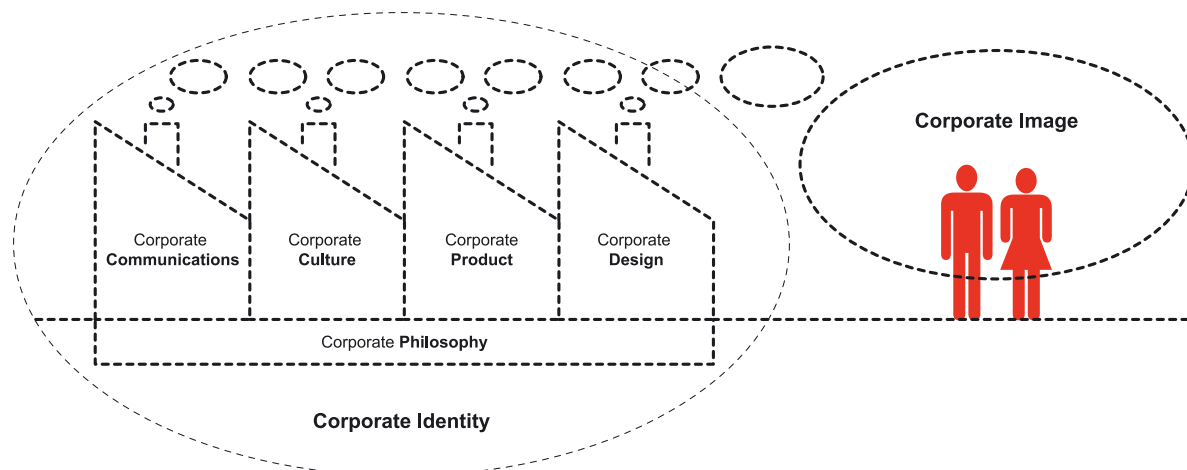 Corporate Image
Corporate
Communications
Corporate
Culture
Corporate
Product
Corporate
Design
Corporate Philosophy
Corporate Identity